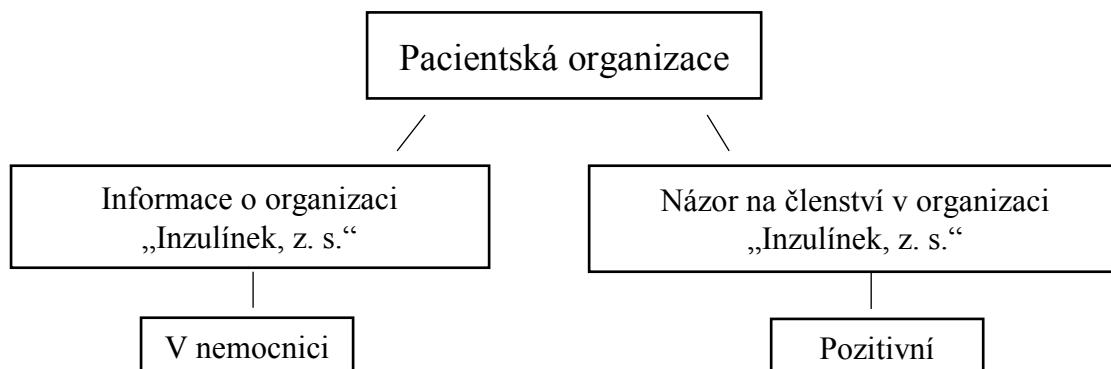 Pacientská organizace
Informace o organizaci
„Inzulínek, z. s.“
Názor na členství v organizaci
„Inzulínek, z. s.“
V nemocnici
Pozitivní